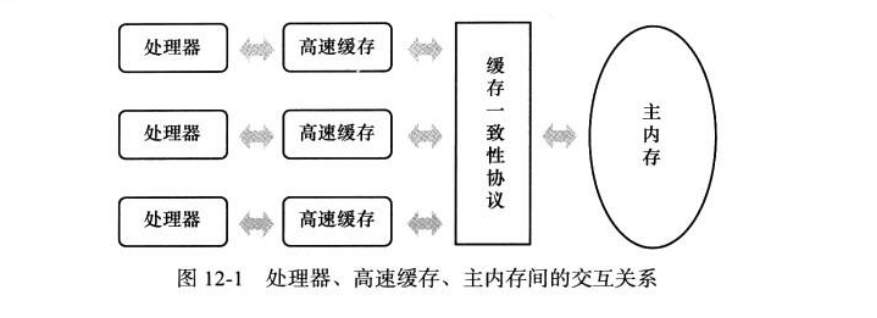 处理器
高速缓存
处理器
高速缓存
处理器
高速缓存
缓存一致性协议
主内存
图 12-1 处理器、高速缓存、主内存间的交互关系